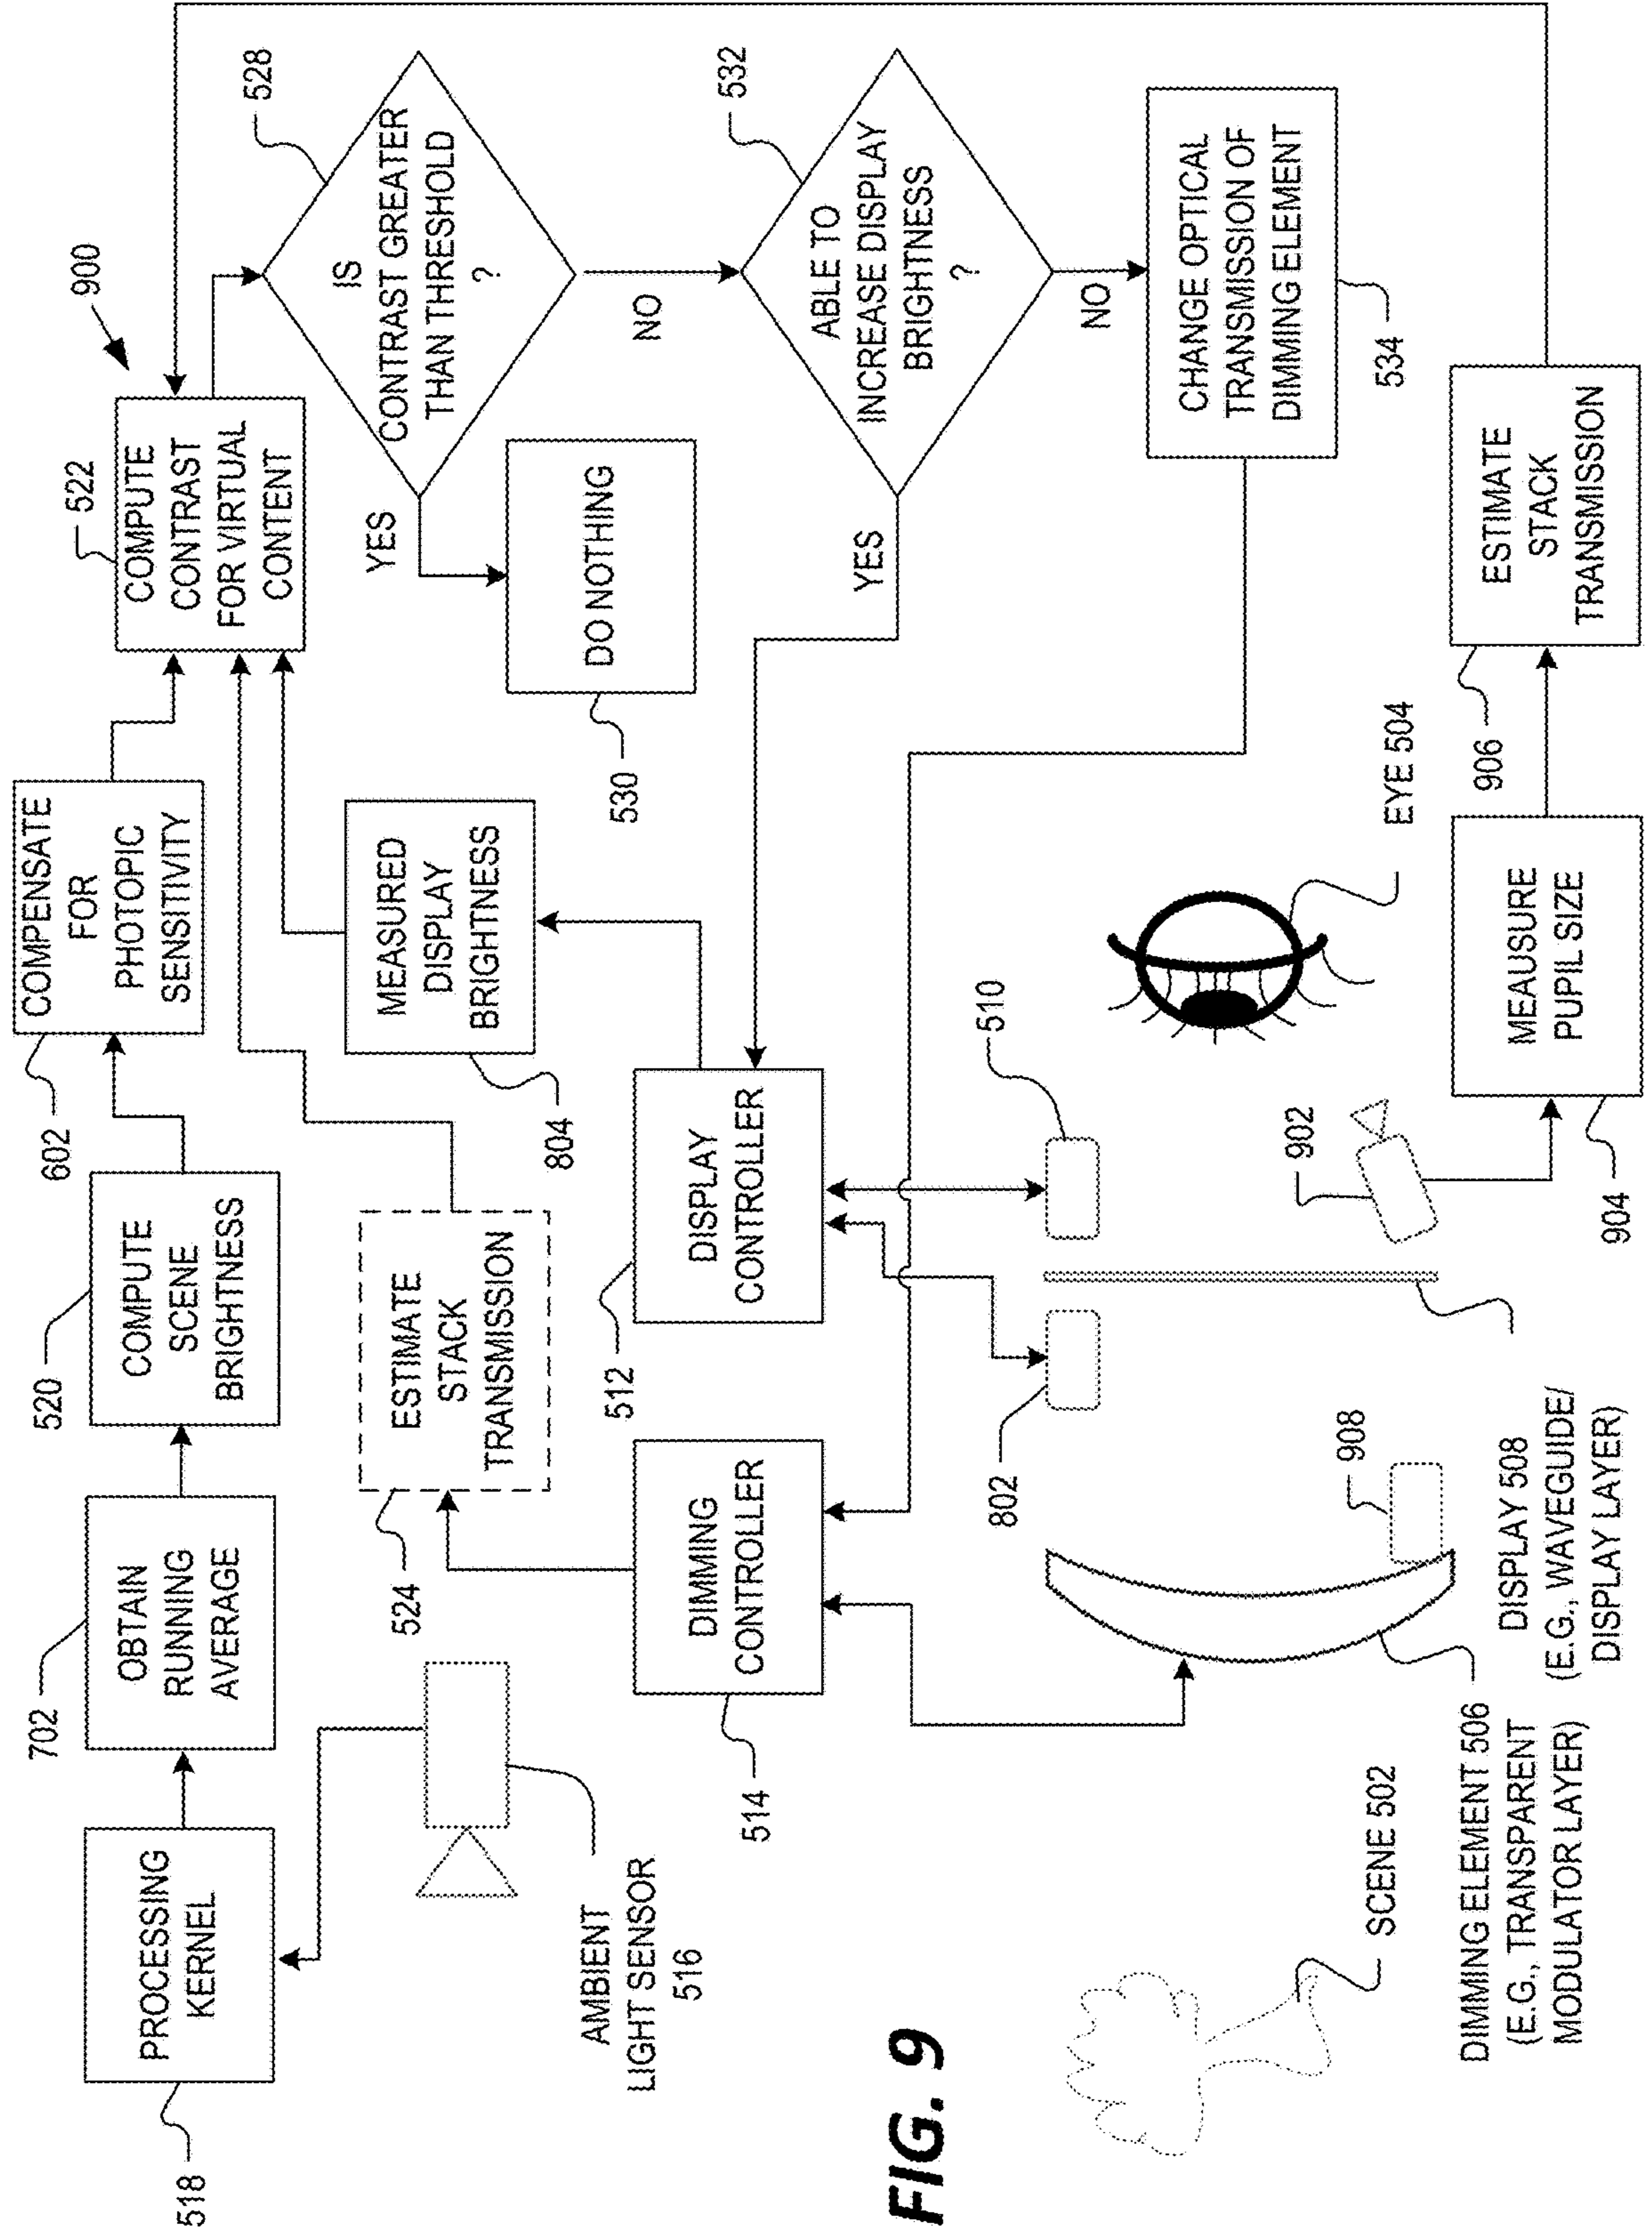 900
518
PROCESSING
KERNEL
702
OBTAIN
RUNNING
AVERAGE
520
COMPUTE
SCENE
BRIGHTNESS
602
COMPENSATE
FOR
PHOTOPIC
SENSITIVITY
522
COMPUTE
CONTRAST
FOR VIRTUAL
CONTENT
528
IS
CONTRAST GREATER
THAN THRESHOLD
?
YES
NO
DO NOTHING
530
532
ABLE TO
INCREASE DISPLAY
BRIGHTNESS
?
YES
NO
CHANGE OPTICAL
TRANSMISSION OF
DIMMING ELEMENT
534
AMBIENT
LIGHT SENSOR
516
524
ESTIMATE
STACK
TRANSMISSION
MEASURED
DISPLAY
BRIGHTNESS
804
514
DIMMING
CONTROLLER
512
DISPLAY
CONTROLLER
802
510
EYE 504
902
908
SCENE 502
DIMMING ELEMENT 506
(E.G., TRANSPARENT
MODULATOR LAYER)
DISPLAY 508
(E.G., WAVEGUIDE/
DISPLAY LAYER)
904
MEAUSURE
PUPIL SIZE
906
ESTIMATE
STACK
TRANSMISSION
FIG. 9